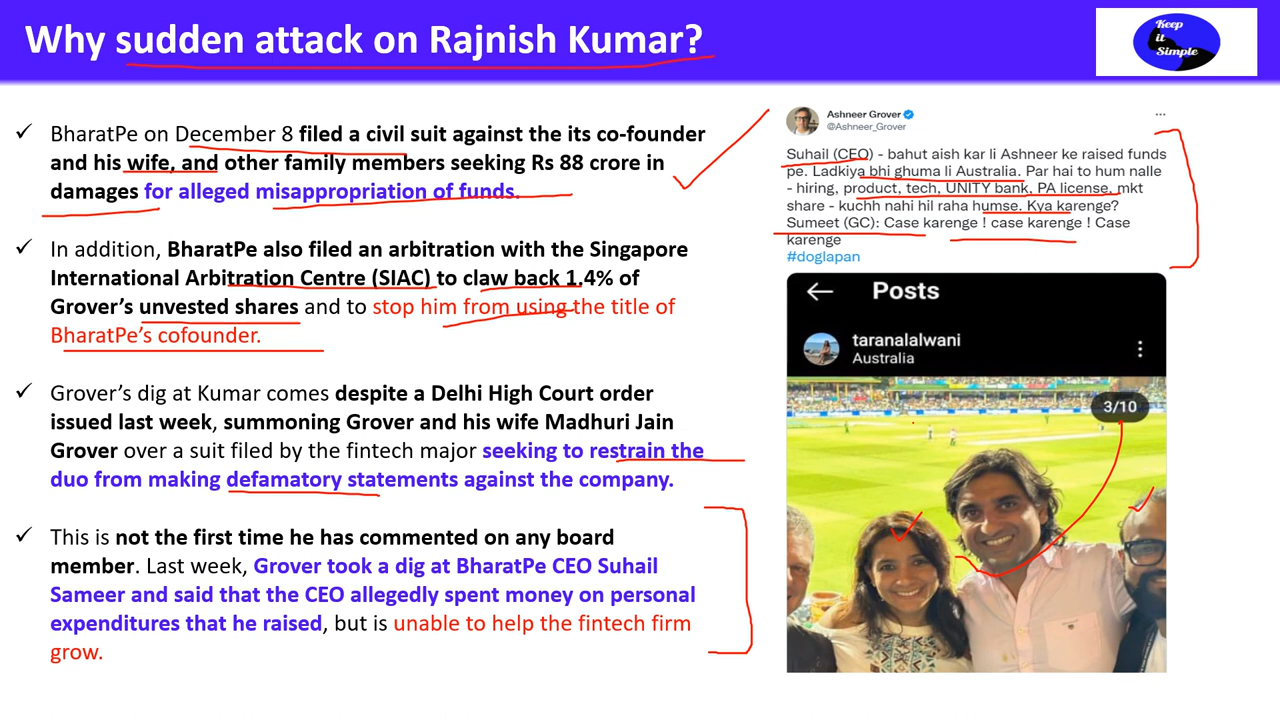 Why sudden attack on Rajnish Kumar?
Keep
it
Simple
✓ BharatPe on December 8 filed a civil suit against the its co-founder
and his wife, and other family members seeking Rs 88 crore in
damages for alleged misappropriation of funds.
✓ In addition, BharatPe also filed an arbitration with the Singapore
International Arbitration Centre (SIAC) to claw back 1.4% of
Grover’s unvested shares and to stop him from using the title of
BharatPe’s cofounder.
✓ Grover’s dig at Kumar comes despite a Delhi High Court order
issued last week, summoning Grover and his wife Madhuri Jain
Grover over a suit filed by the fintech major seeking to restrain the
duo from making defamatory statements against the company.
✓ This is not the first time he has commented on any board
member. Last week, Grover took a dig at BharatPe CEO Suhail
Sameer and said that the CEO allegedly spent money on personal
expenditures that he raised, but is unable to help the fintech firm
grow.
Ashneer Grover
@Ashneer_Grover
Suhail (CEO) - bahut aish kar li Ashneer ke raised funds
pe. Ladkiya bhi ghuma li Australia. Par hai to hum nalle
- hiring, product, tech, UNITY bank, PA license, mkt
share - kuchh nahi hil raha humse. Kya karenge?
Sumeet (GC): Case karenge ! case karenge ! Case
karenge
#doglapan
Posts
taranalalwani
Australia
3/10